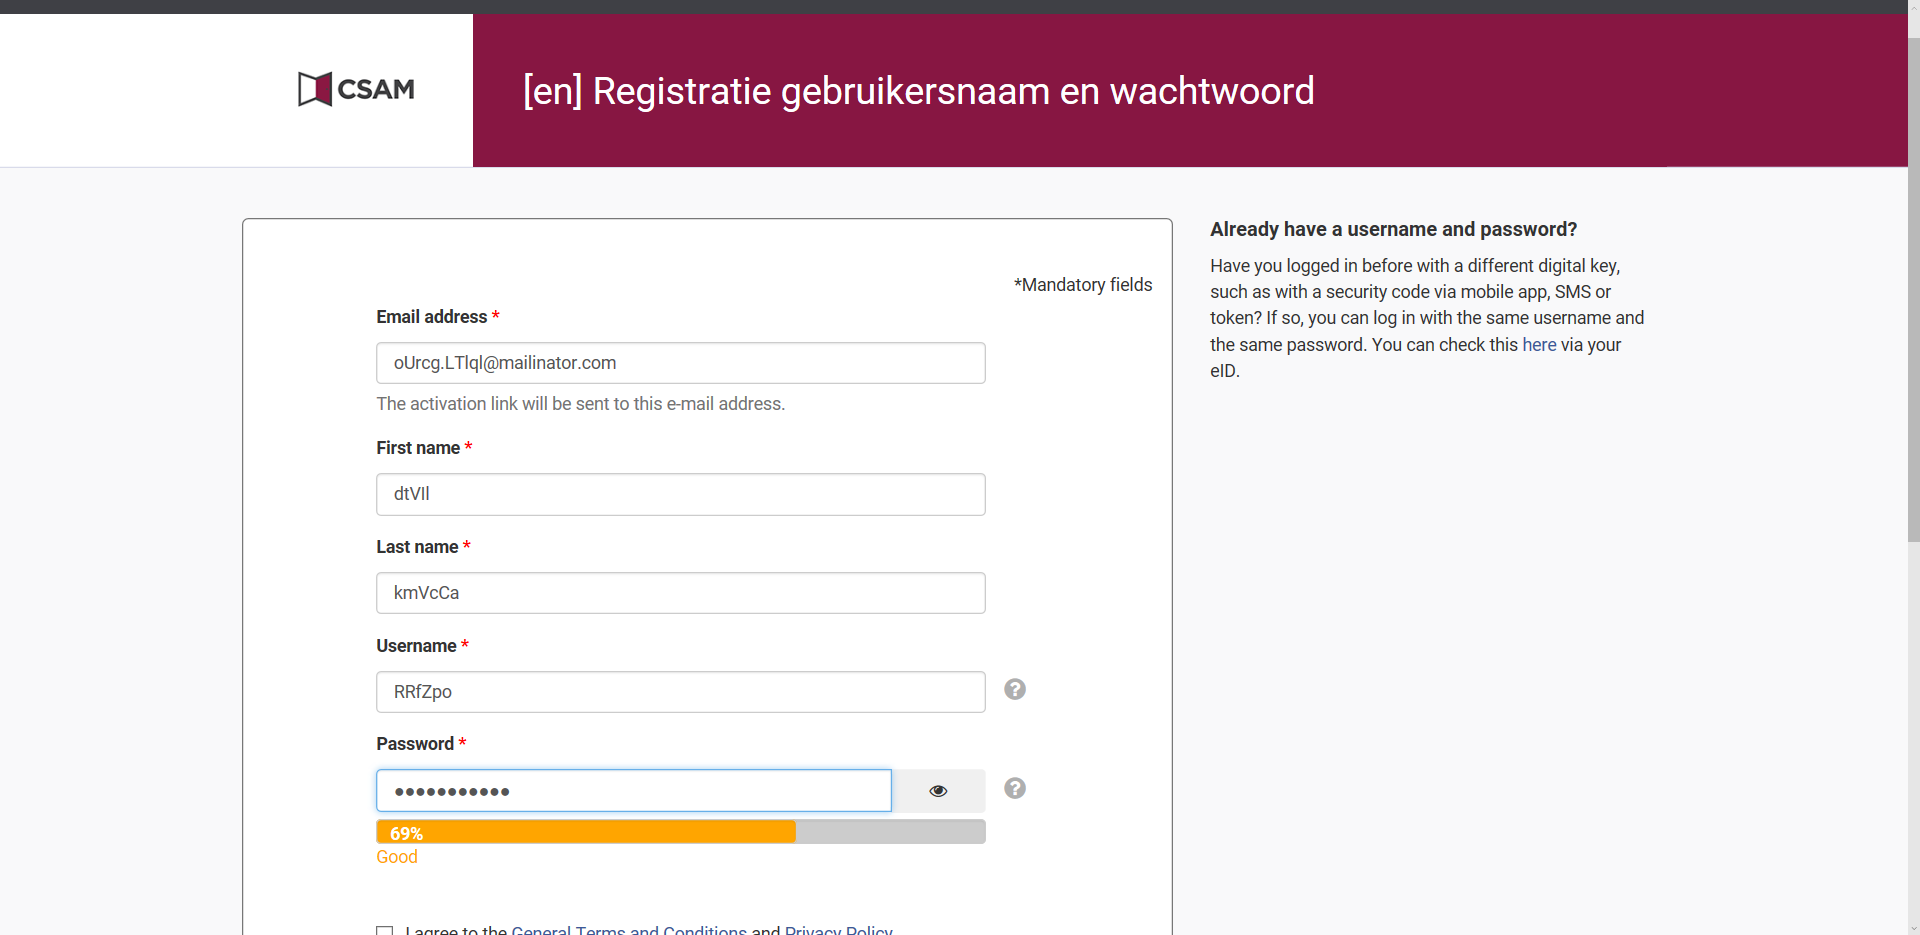 CSAM
[en] Registratie gebruikersnaam en wachtwoord
*Mandatory fields
Email address *
oUrcg.LTlql@mailinator.com
The activation link will be sent to this e-mail address.
First name *
dtVIl
Last name *
kmVcCa
Username *
RRfZpo
Password *
69%
Good
I agree to the General Terms and Conditions and Privacy Policy
Already have a username and password?
Have you logged in before with a different digital key,
such as with a security code via mobile app, SMS or
token? If so, you can log in with the same username and
the same password. You can check this here via your
eID.